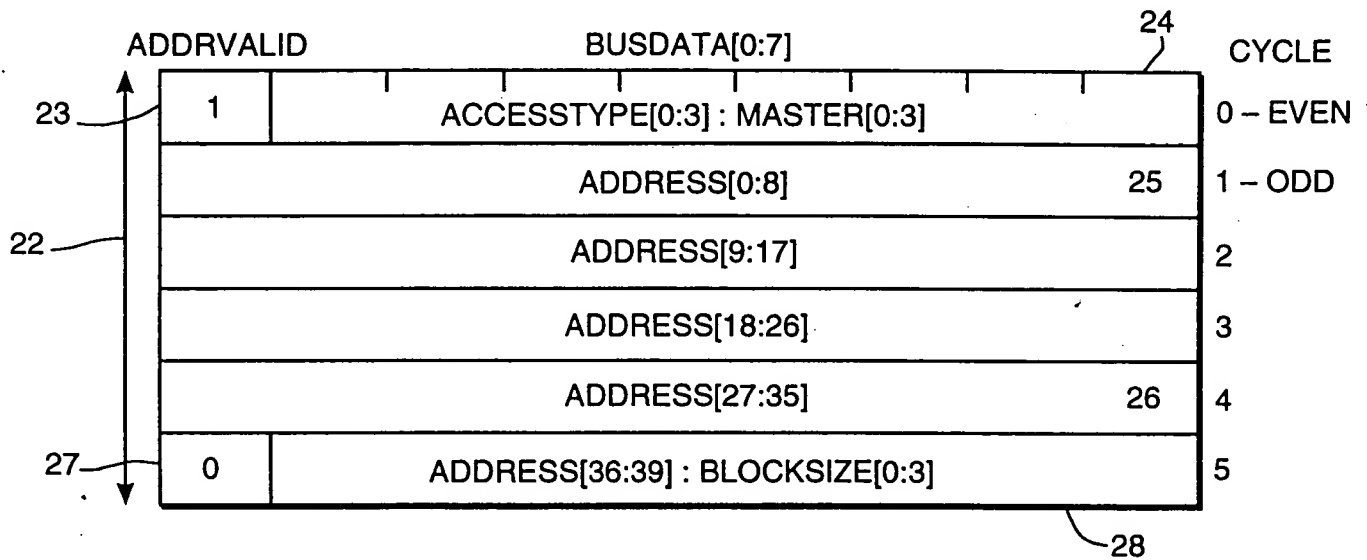 24
ADDRVALID BUSDATA[0:7] CYCLE
23 1 ACCESSTYPE[0:3] : MASTER[0:3] 0 – EVEN
ADDRESS[0:8] 25 1 – ODD
22 ADDRESS[9:17] 2
ADDRESS[18:26] 3
ADDRESS[27:35] 26 4
27 0 ADDRESS[36:39] : BLOCKSIZE[0:3] 5
28